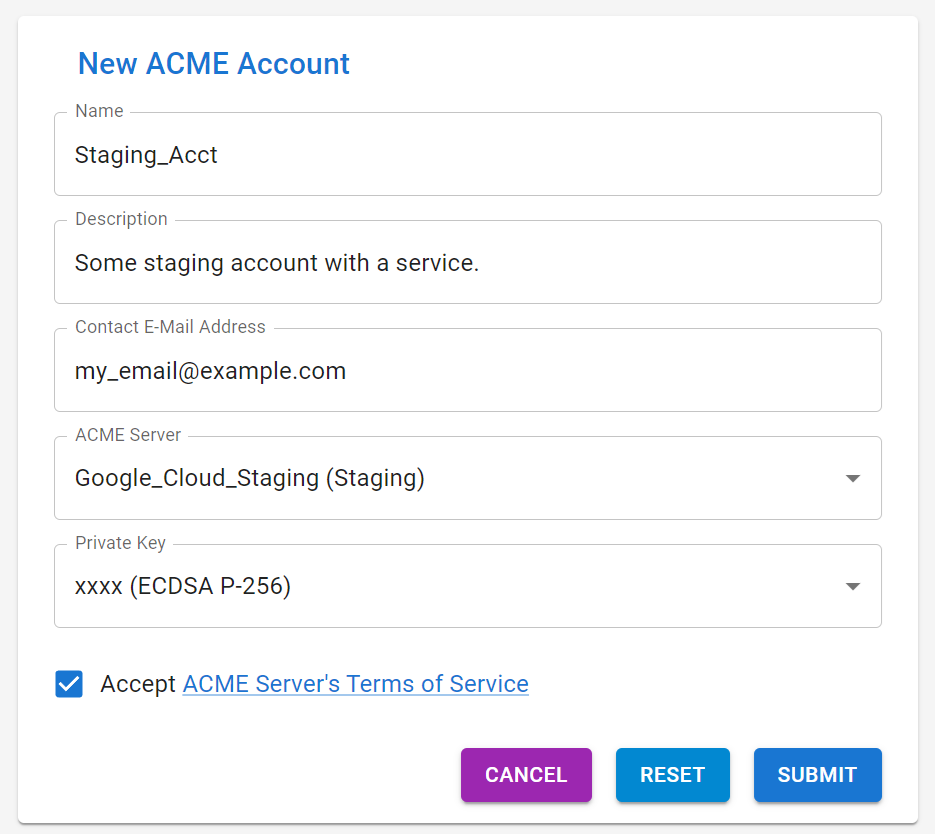 New ACME Account
Name
Staging_Acct
Description
Some staging account with a service.
Contact E-Mail Address
my_email@example.com
ACME Server
Google_Cloud_Staging (Staging)
Private Key
xxxx (ECDSA P-256)
Accept ACME Server's Terms of Service
CANCEL RESET SUBMIT